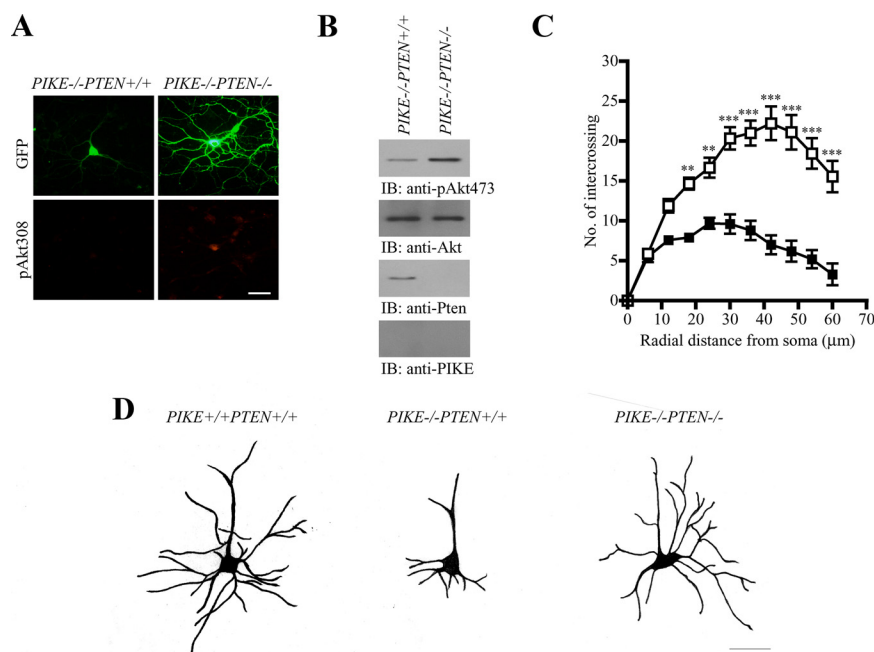 A
PIKE-/-PTEN+/+ PIKE-/-PTEN-/-
GFP
pAkt308
B
PIKE-/-PTEN+/+
PIKE-/-PTEN-/-
IB: anti-pAkt473
IB: anti-Akt
IB: anti-Pten
IB: anti-PIKE
C
No. of intercrossing
30
25
20
15
10
5
0
** ** *** *** *** *** *** ***
0 10 20 30 40 50 60 70
Radial distance from soma (μm)
D
PIKE+/+PTEN+/+ PIKE-/-PTEN+/+ PIKE-/-PTEN-/-